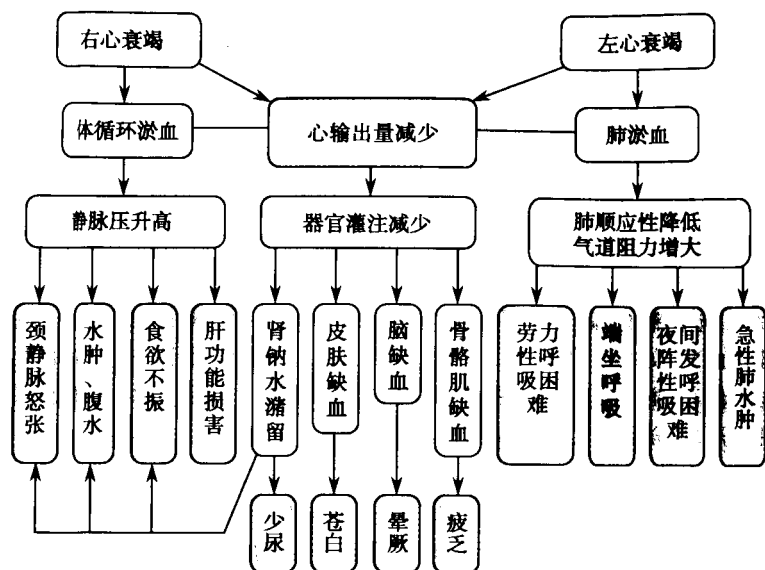 右心衰竭
左心衰竭
体循环淤血
心输出量减少
肺淤血
静脉压升高
器官灌注减少
肺顺应性降低
气道阻力增大
颈静脉怒张
水肿、腹水
食欲不振
肝功能损害
肾钠水潴留
皮肤缺血
脑缺血
骨骼肌缺血
劳力性呼吸困难
端坐呼吸
夜间阵发性呼吸困难
急性肺水肿
少尿
苍白
晕厥
疲乏